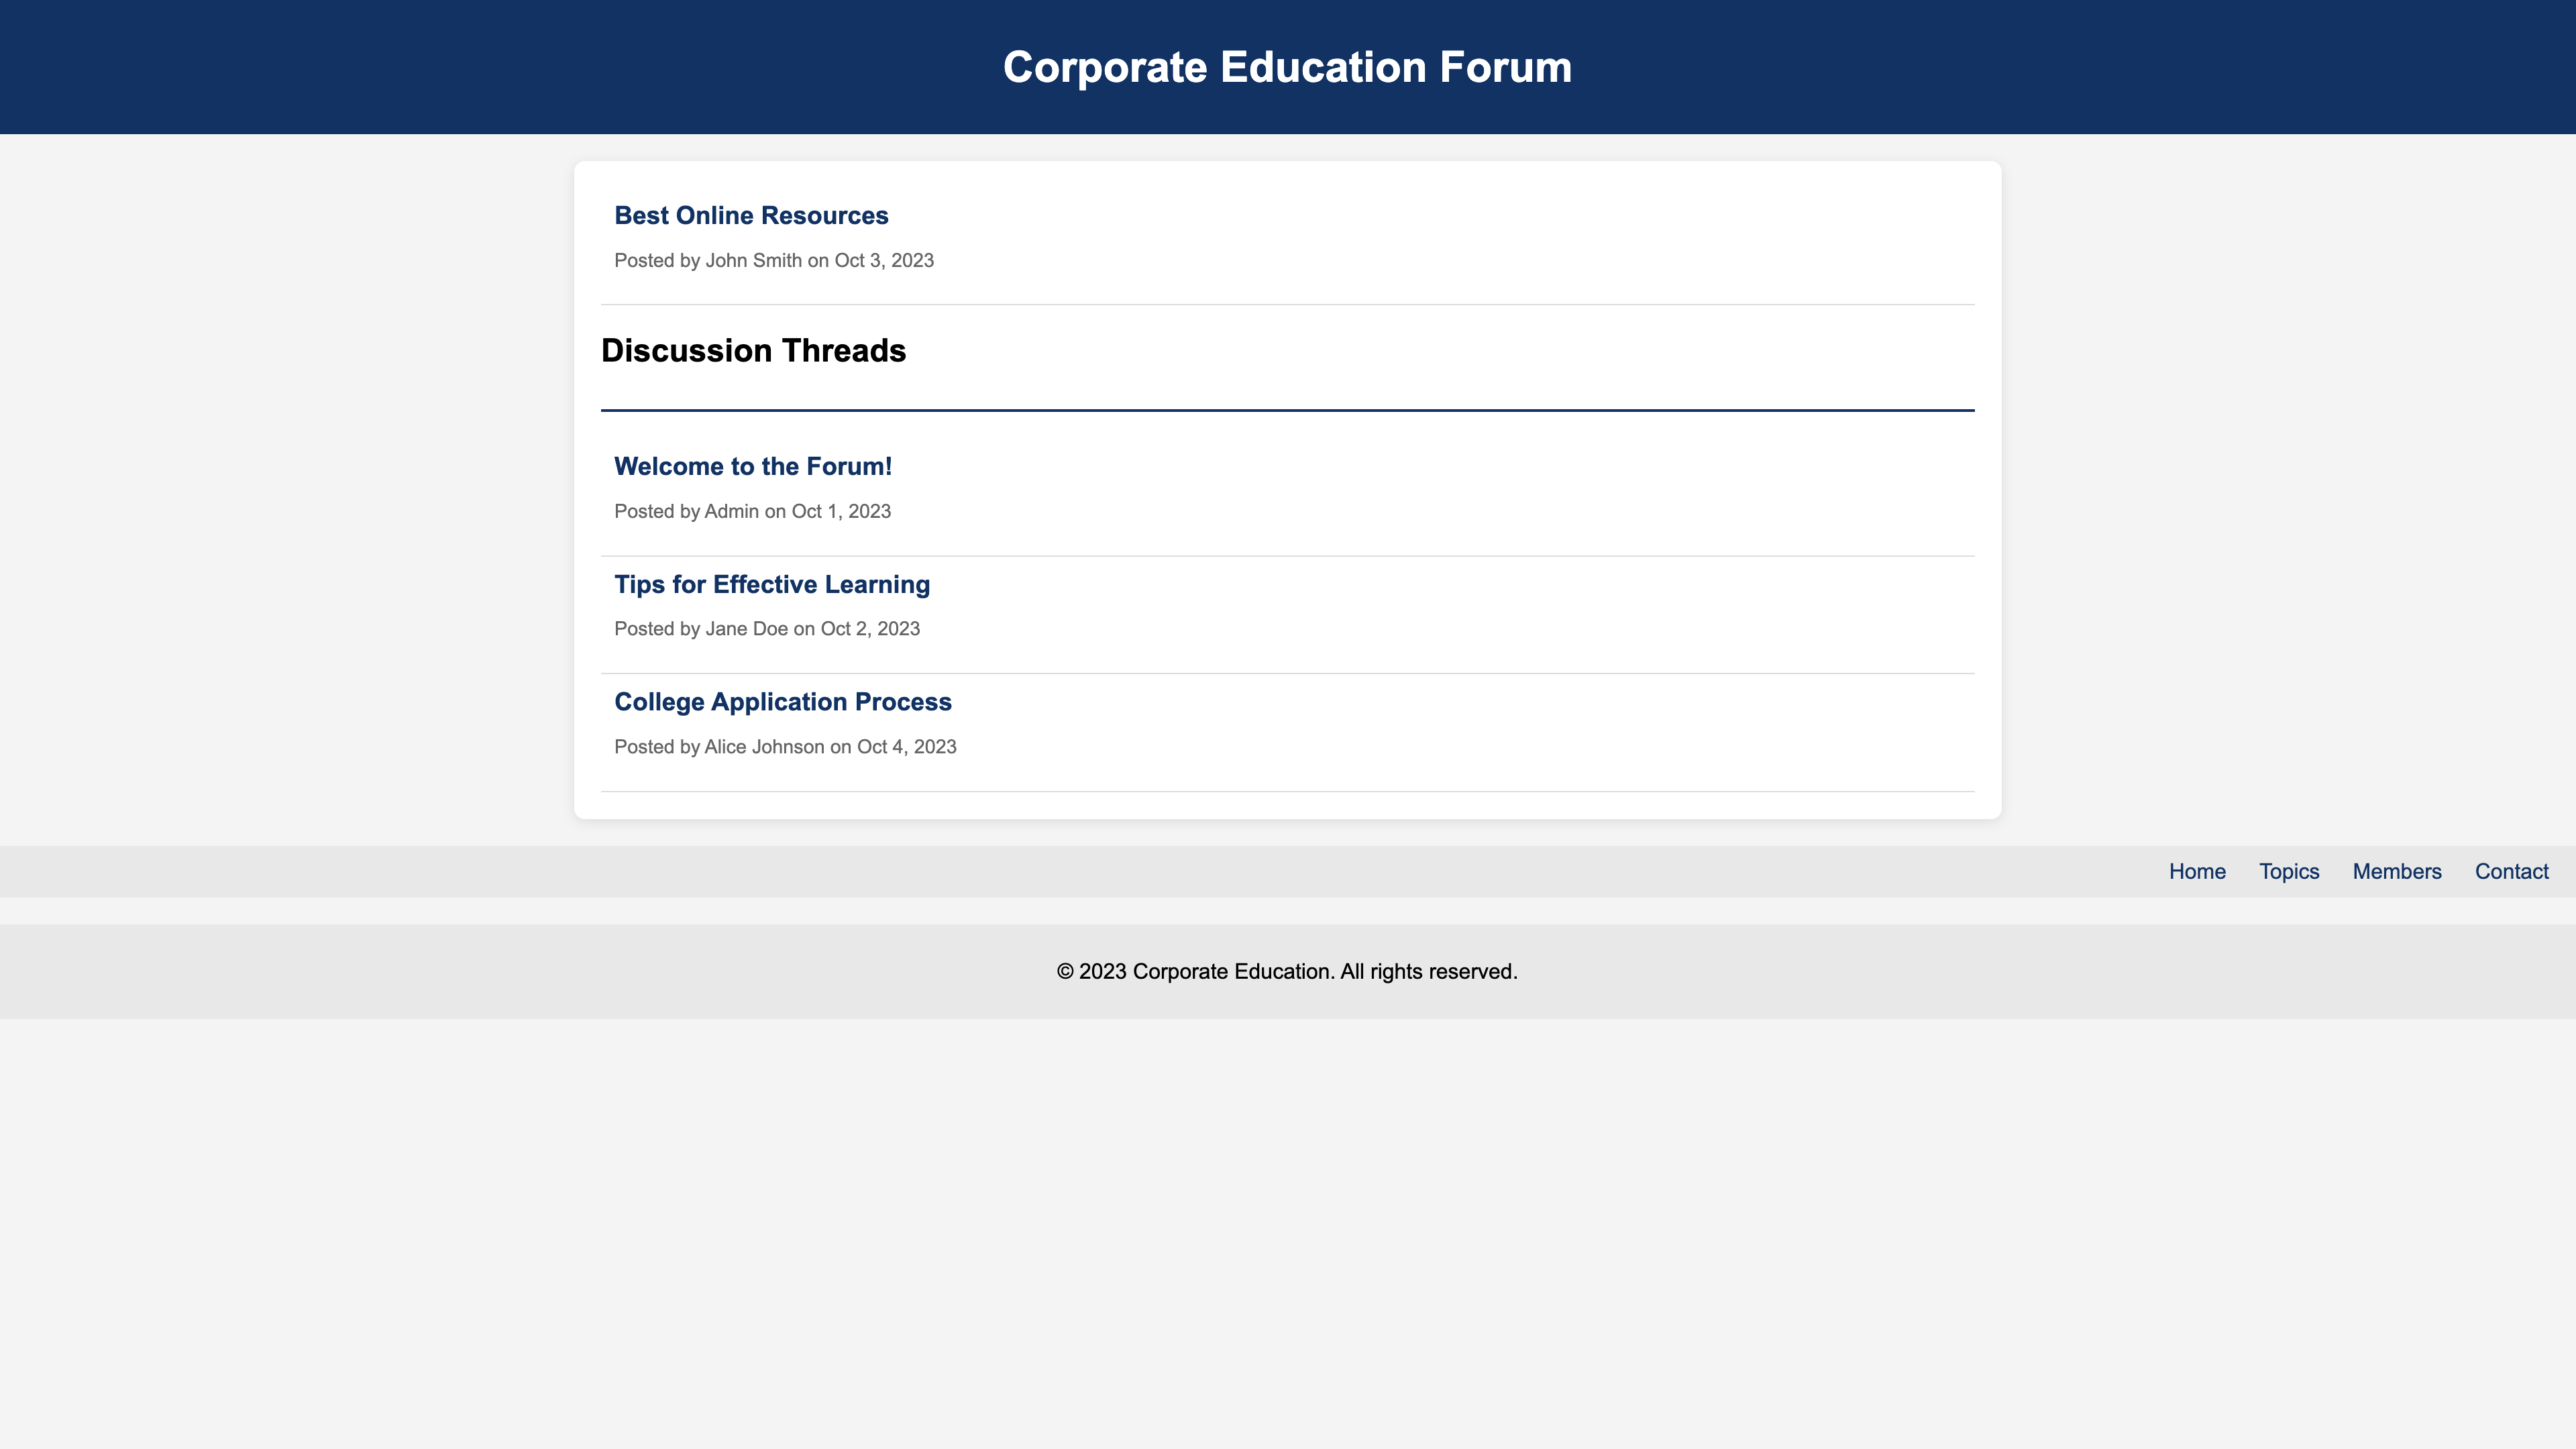 Corporate Education Forum
Best Online Resources
Posted by John Smith on Oct 3, 2023
Discussion Threads
Welcome to the Forum!
Posted by Admin on Oct 1, 2023
Tips for Effective Learning
Posted by Jane Doe on Oct 2, 2023
College Application Process
Posted by Alice Johnson on Oct 4, 2023
Home Topics Members Contact
© 2023 Corporate Education. All rights reserved.